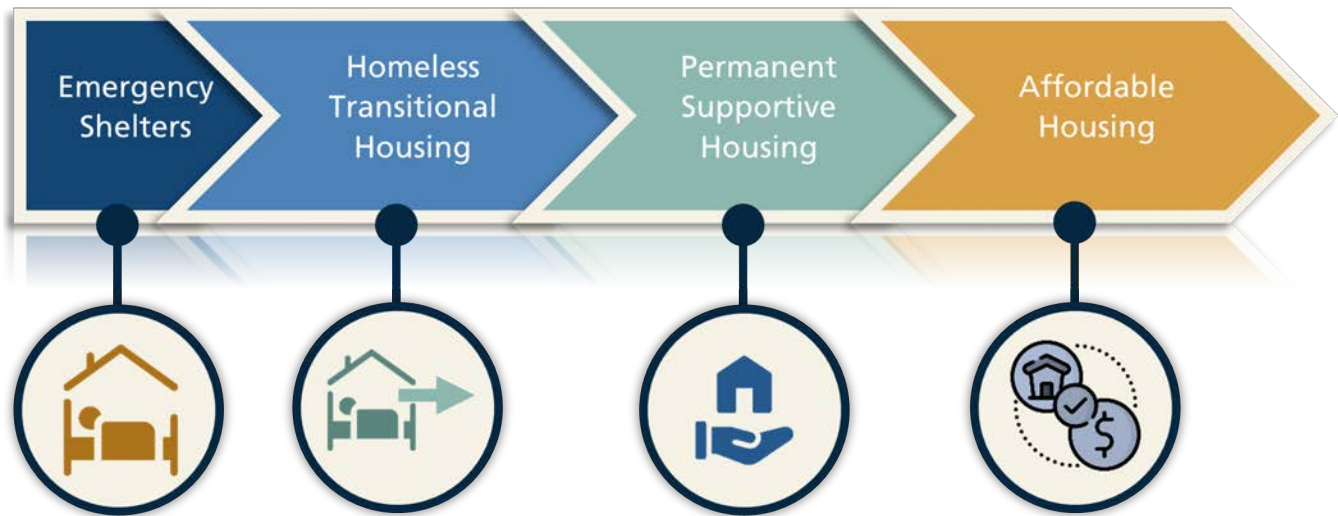 Emergency
Shelters
Homeless
Transitional
Housing
Permanent
Supportive
Housing
Affordable
Housing
$